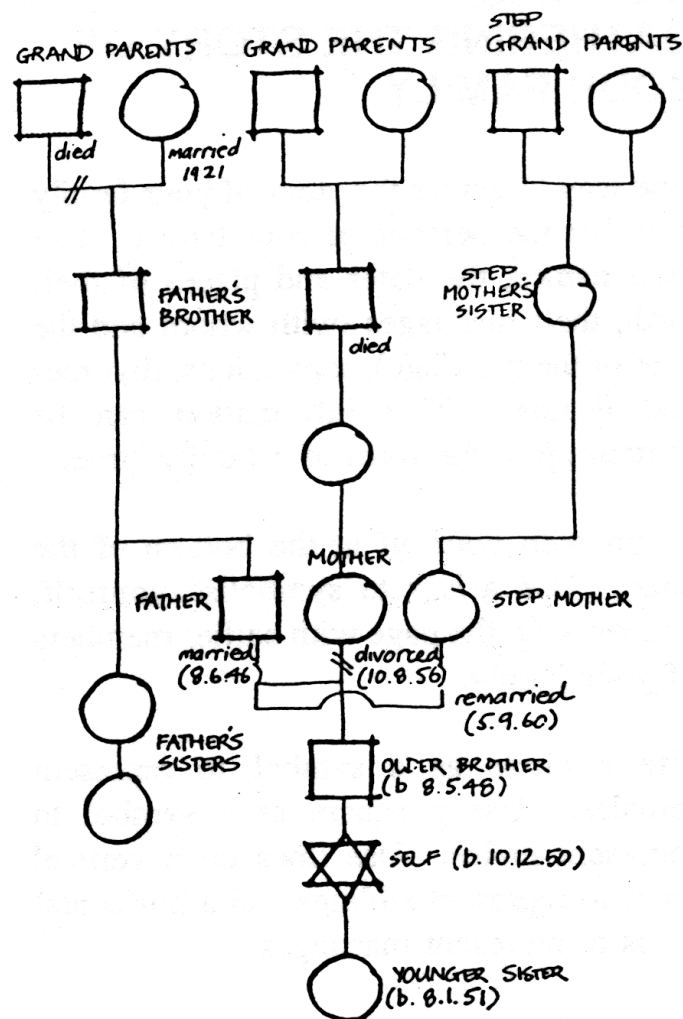 GRAND PARENTS
GRAND PARENTS
STEP
GRAND PARENTS
died
married
1921
FATHER'S
BROTHER
died
STEP
MOTHER'S
SISTER
MOTHER
FATHER
STEP MOTHER
married
(8.6.46
divorced
(10.8.56)
remarried
(5.9.60)
FATHER'S
SISTERS
OLDER BROTHER
(b 8.5.48)
SELF (b.10.12.50)
YOUNGER SISTER
(b. 8.1.51)